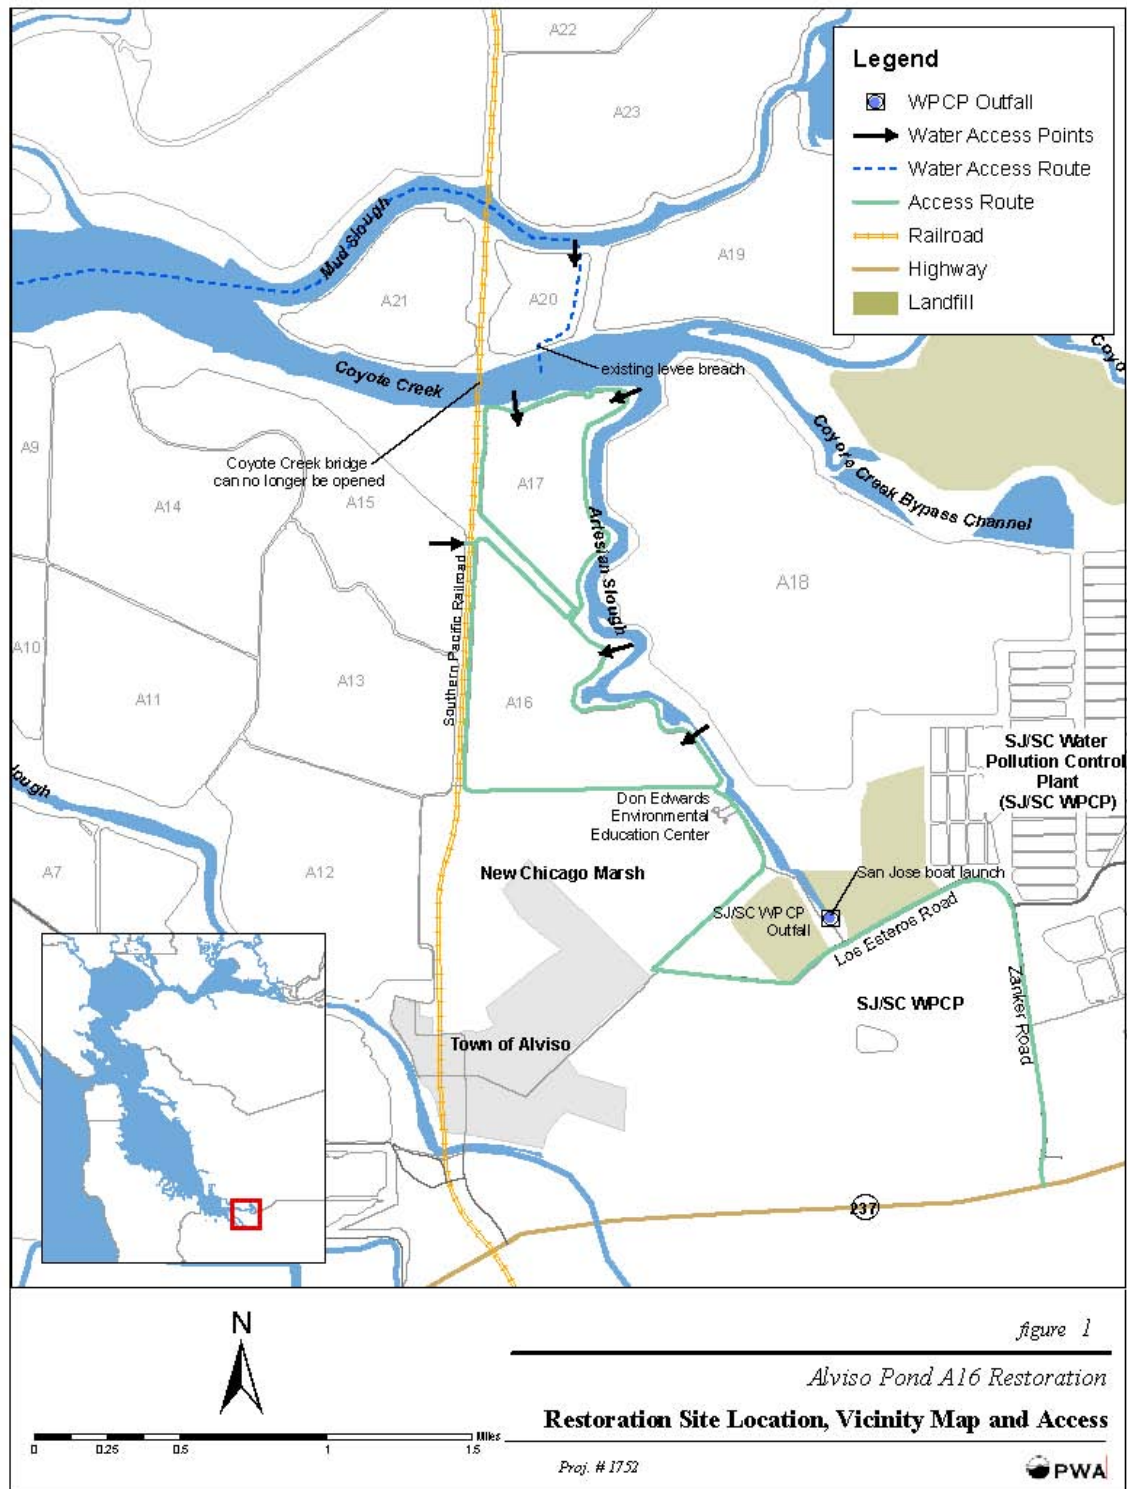 A22
A23
Legend
WPCP Outfall
Water Access Points
Water Access Route
Access Route
Railroad
Highway
Landfill
Mud Slough
A19
A21
A20
Coyo
Coyote Creek
existing levee breach
A9
Coyote Creek bridge
can no longer be opened
A14
A15
A17
Coyote Creek Bypass Channel
Artesian Slough
A18
Southern Pacific Railroad
A10
A11
A13
A16
SJ/SC Water
Pollution Control
Plant
(SJ/SC WPCP)
lough
Don Edwards
Environmental
Education Center
A7
A12
New Chicago Marsh
San Jose boat launch
SJ/SC WPCP
Outfall
Los Esteros Road
SJ/SC WPCP
Zanker Road
Town of Alviso
237
N
0 0.25 0.5 1 1.5 Miles
figure 1
Alviso Pond A16 Restoration
Restoration Site Location, Vicinity Map and Access
Proj. # 1752
PWA